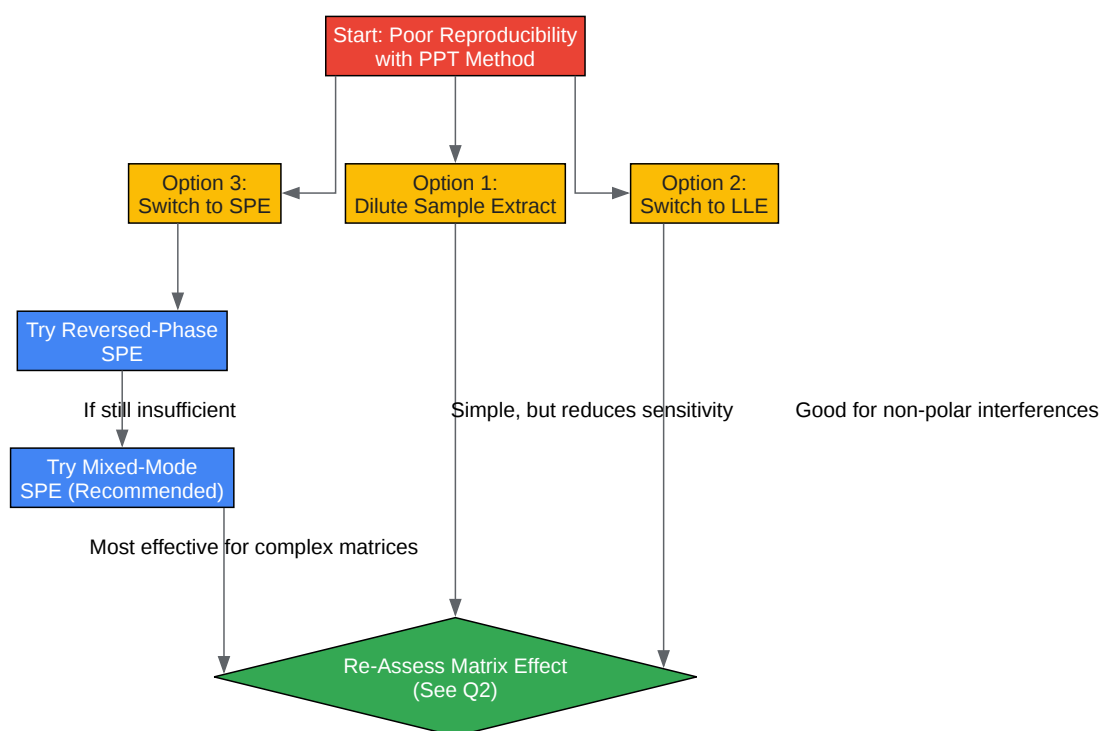 Start: Poor Reproducibility
with PPT Method
Option 3:
Switch to SPE
Option 1:
Dilute Sample Extract
Option 2:
Switch to LLE
Try Reversed-Phase
SPE
If still insufficient
Simple, but reduces sensitivity
Good for non-polar interferences
Try Mixed-Mode
SPE (Recommended)
Most effective for complex matrices
Re-Assess Matrix Effect
(See Q2)